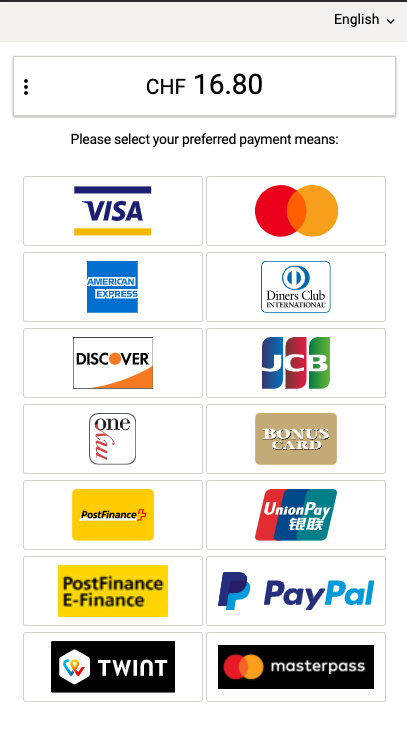 English
CHF 16.80
Please select your preferred payment means:
VISA
AMERICAN
EXPRESS
Diners Club
INTERNATIONAL
DISCOVER
JCB
one
my
BONUS
CARD
PostFinance
UnionPay
银联
PostFinance
E-Finance
PayPal
TWINT
masterpass